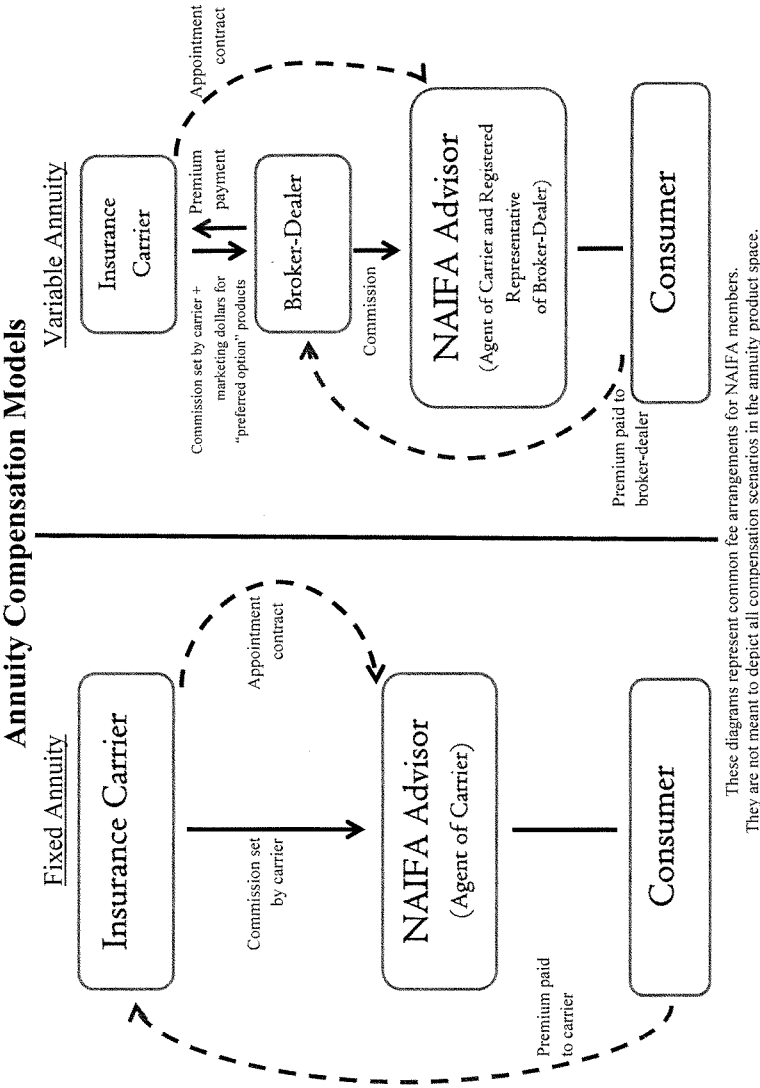 Annuity Compensation Models
Fixed Annuity
Insurance Carrier
Commission set
by carrier
Appointment
contract
NAIFA Advisor
(Agent of Carrier)
Premium paid
to carrier
Consumer
Variable Annuity
Insurance
Carrier
Appointment
contract
Commission set by carrier +
marketing dollars for
"preferred option" products
Premium
payment
Broker-Dealer
Commission
NAIFA Advisor
(Agent of Carrier and Registered
Representative
of Broker-Dealer)
Premium paid to
broker-dealer
Consumer
These diagrams represent common fee arrangements for NAIFA members.
They are not meant to depict all compensation scenarios in the annuity product space.